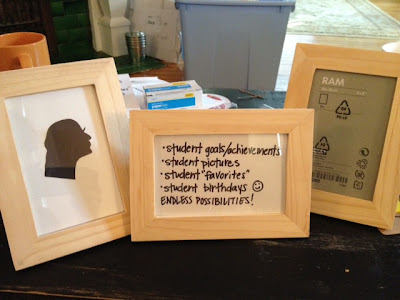 •student goals/achievements
•student pictures
•student "favorites"
•student birthdays ☺
ENDLESS POSSIBILITIES!
RAM